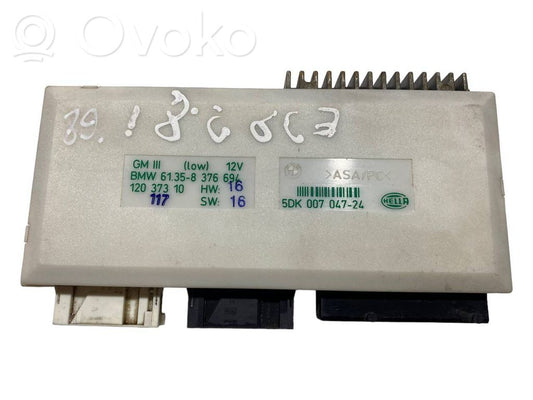 Ovoko
GM III (low) 12V
BMW 61.35-8 376 694
120 373 10 HW: 16
117 SW: 16
>ASA/PC<
5DK 007 047-24 HELLA